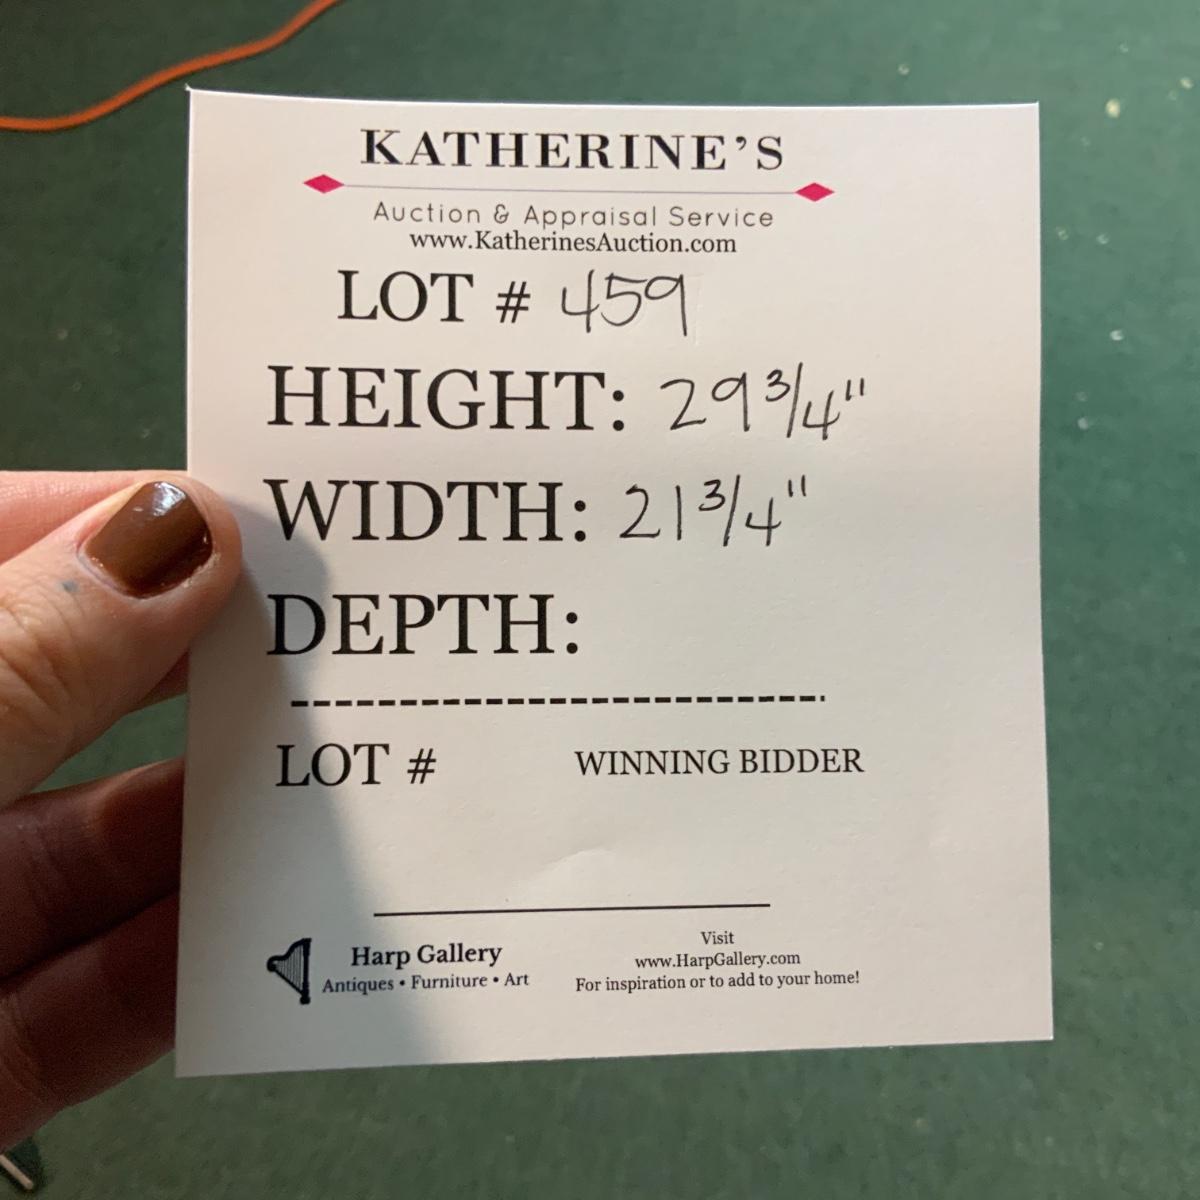 KATHERINE'S
Auction & Appraisal Service
www.KatherinesAuction.com
LOT # 459
HEIGHT: 29 3/4"
WIDTH: 21 3/4"
DEPTH:
LOT # WINNING BIDDER
Harp Gallery
Antiques • Furniture • Art
Visit
www.HarpGallery.com
For inspiration or to add to your home!